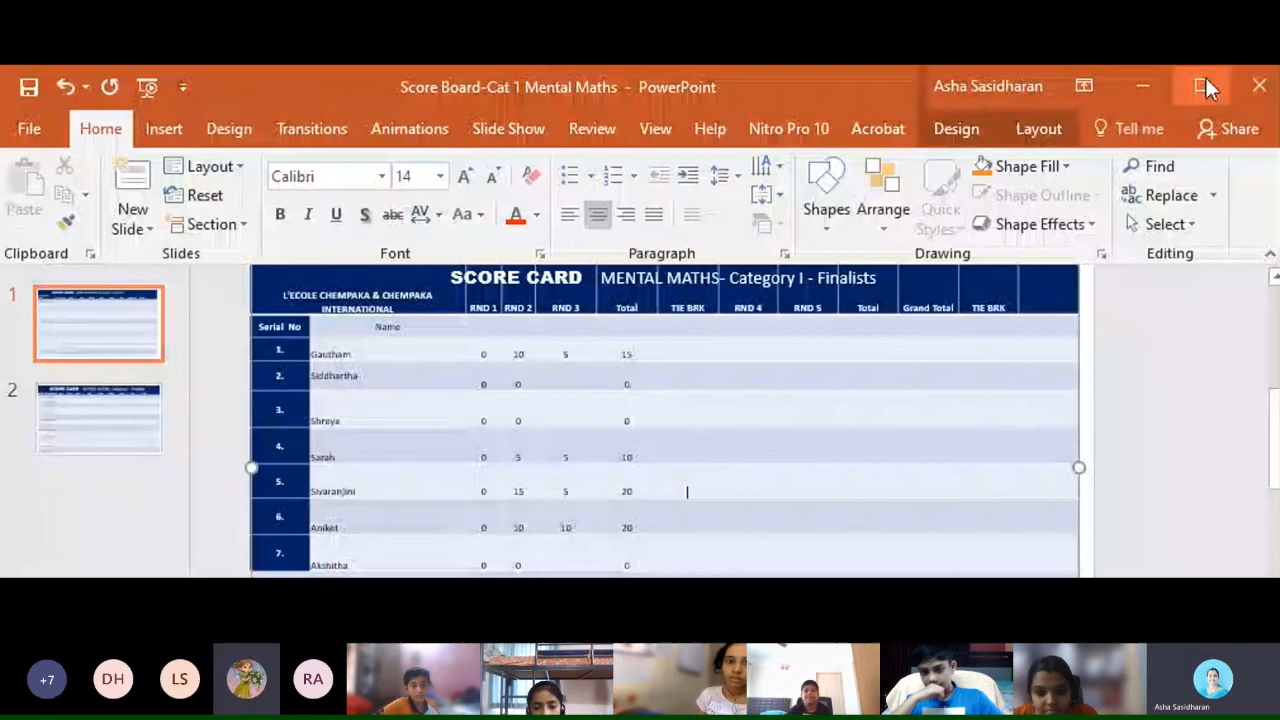 Score Board-Cat 1 Mental Maths - PowerPoint
Asha Sasidharan
File Home Insert Design Transitions Animations Slide Show Review View Help Nitro Pro 10 Acrobat Design Layout Tell me Share
Paste
New Slide
Layout
Reset
Section
Calibri 14
B I U S abc AV Aa A
Shapes Arrange Quick Styles
Shape Fill
Shape Outline
Shape Effects
Find
Replace
Select
Clipboard Slides Font Paragraph Drawing Editing
1
2
SCORE CARD MENTAL MATHS- Category I - Finalists
L'ECOLE CHEMPAKA & CHEMPAKA INTERNATIONAL RND 1 RND 2 RND 3 Total TIE BRK RND 4 RND 5 Total Grand Total TIE BRK
Serial No Name
1. Gautham 0 10 5 15
2. Siddhartha 0 0 0
3. Shreya 0 0 0
4. Sarah 0 5 5 10
5. Sivaranjini 0 15 5 20
6. Aniket 0 10 10 20
7. Akshitha 0 0 0
+7 DH LS RA
Asha Sasidharan